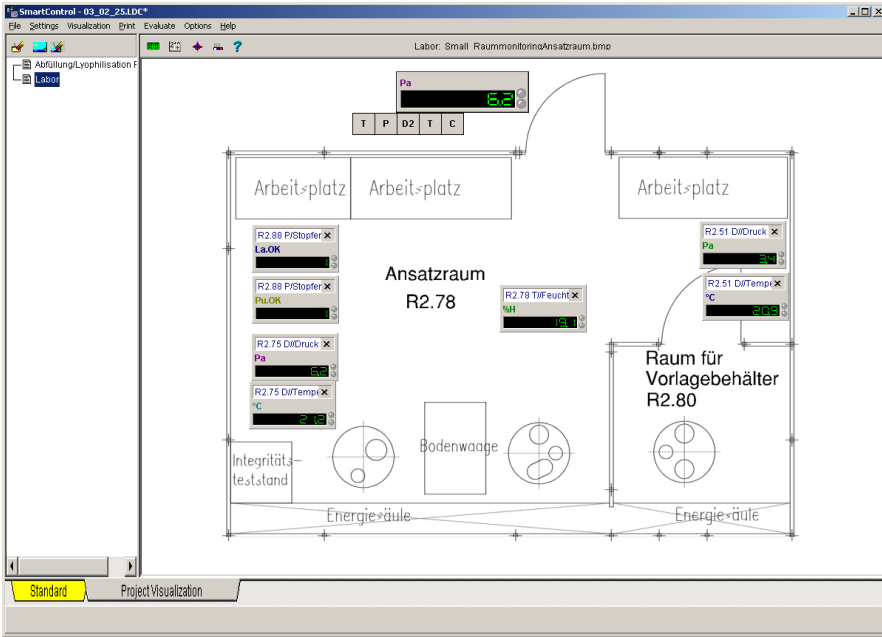 SmartControl - 03_02_25.LDC*
File Settings Visualization Print Evaluate Options Help
Labor: Small RaummonitoringAnsatzraum.bmp
Abfüllung/Lyophilisation F
Labor
Pa
6.2
T P D2 T C
Arbeitsplatz Arbeitsplatz Arbeitsplatz
R2.88 P/Stopfer
La.OK
1
R2.88 P/Stopfer
Pu.OK
1
R2.75 D//Druck
Pa
6.2
R2.75 D//Tempe
°C
21.2
Ansatzraum
R2.78
R2.78 T//Feucht
%H
19.1
R2.51 D//Druck
Pa
3.4
R2.51 D//Tempe
°C
20.9
Raum für
Vorlagebehälter
R2.80
Integritäts-
teststand
Bodenwaage
Energiesäule Energiesäule
Standard Project Visualization